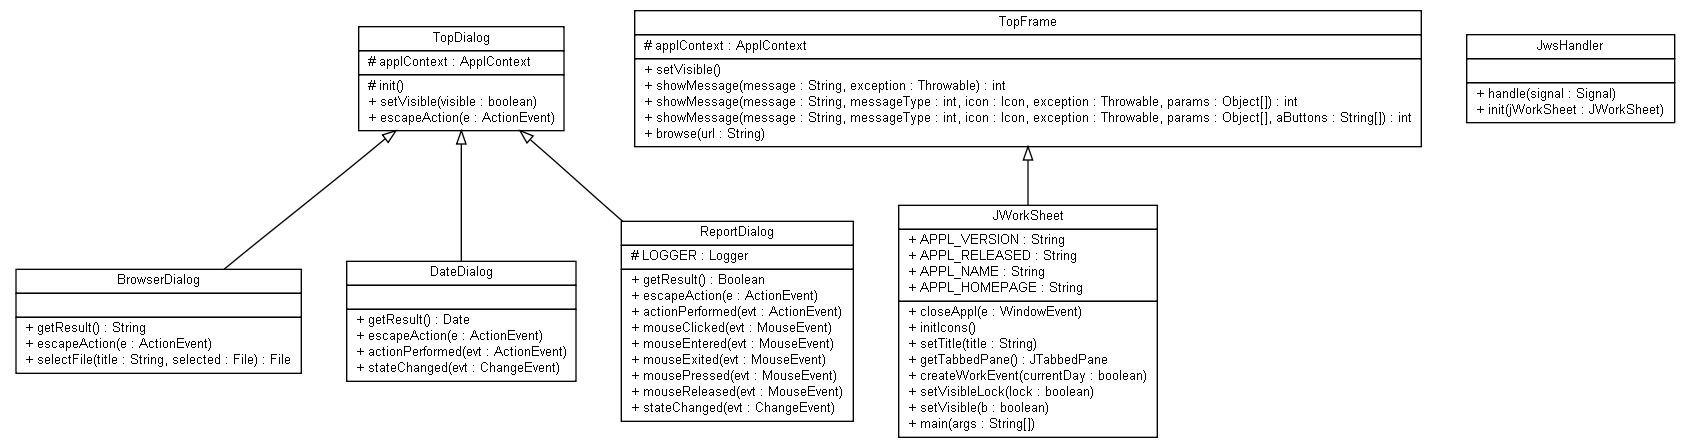 TopDialog
# applContext : ApplContext
# init()
+ setVisible(visible : boolean)
+ escapeAction(e : ActionEvent)
TopFrame
# applContext : ApplContext
+ setVisible()
+ showMessage(message : String, exception : Throwable) : int
+ showMessage(message : String, messageType : int, icon : Icon, exception : Throwable, params : Object[]) : int
+ showMessage(message : String, messageType : int, icon : Icon, exception : Throwable, params : Object[], aButtons : String[]) : int
+ browse(url : String)
JwsHandler
+ handle(signal : Signal)
+ init(jWorkSheet : JWorkSheet)
BrowserDialog
+ getResult() : String
+ escapeAction(e : ActionEvent)
+ selectFile(title : String, selected : File) : File
DateDialog
+ getResult() : Date
+ escapeAction(e : ActionEvent)
+ actionPerformed(evt : ActionEvent)
+ stateChanged(evt : ChangeEvent)
ReportDialog
# LOGGER : Logger
+ getResult() : Boolean
+ escapeAction(e : ActionEvent)
+ actionPerformed(evt : ActionEvent)
+ mouseClicked(evt : MouseEvent)
+ mouseEntered(evt : MouseEvent)
+ mouseExited(evt : MouseEvent)
+ mousePressed(evt : MouseEvent)
+ mouseReleased(evt : MouseEvent)
+ stateChanged(evt : ChangeEvent)
JWorkSheet
+ APPL_VERSION : String
+ APPL_RELEASED : String
+ APPL_NAME : String
+ APPL_HOMEPAGE : String
+ closeAppl(e : WindowEvent)
+ initIcons()
+ setTitle(title : String)
+ getTabbedPane() : JTabbedPane
+ createWorkEvent(currentDay : boolean)
+ setVisibleLock(lock : boolean)
+ setVisible(b : boolean)
+ main(args : String[])